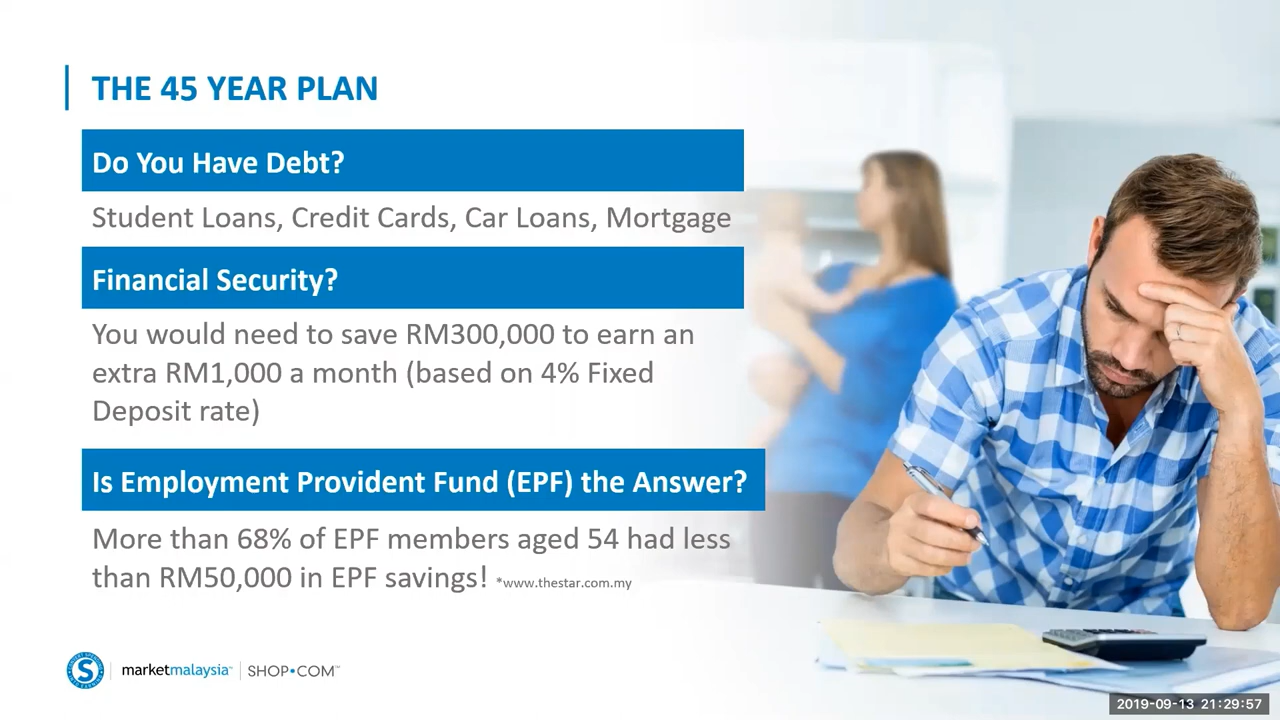 THE 45 YEAR PLAN
Do You Have Debt?
Student Loans, Credit Cards, Car Loans, Mortgage
Financial Security?
You would need to save RM300,000 to earn an
extra RM1,000 a month (based on 4% Fixed
Deposit rate)
Is Employment Provident Fund (EPF) the Answer?
More than 68% of EPF members aged 54 had less
than RM50,000 in EPF savings! *www.thestar.com.my
S marketmalaysia™ SHOP•COM™
2019-09-13 21:29:57